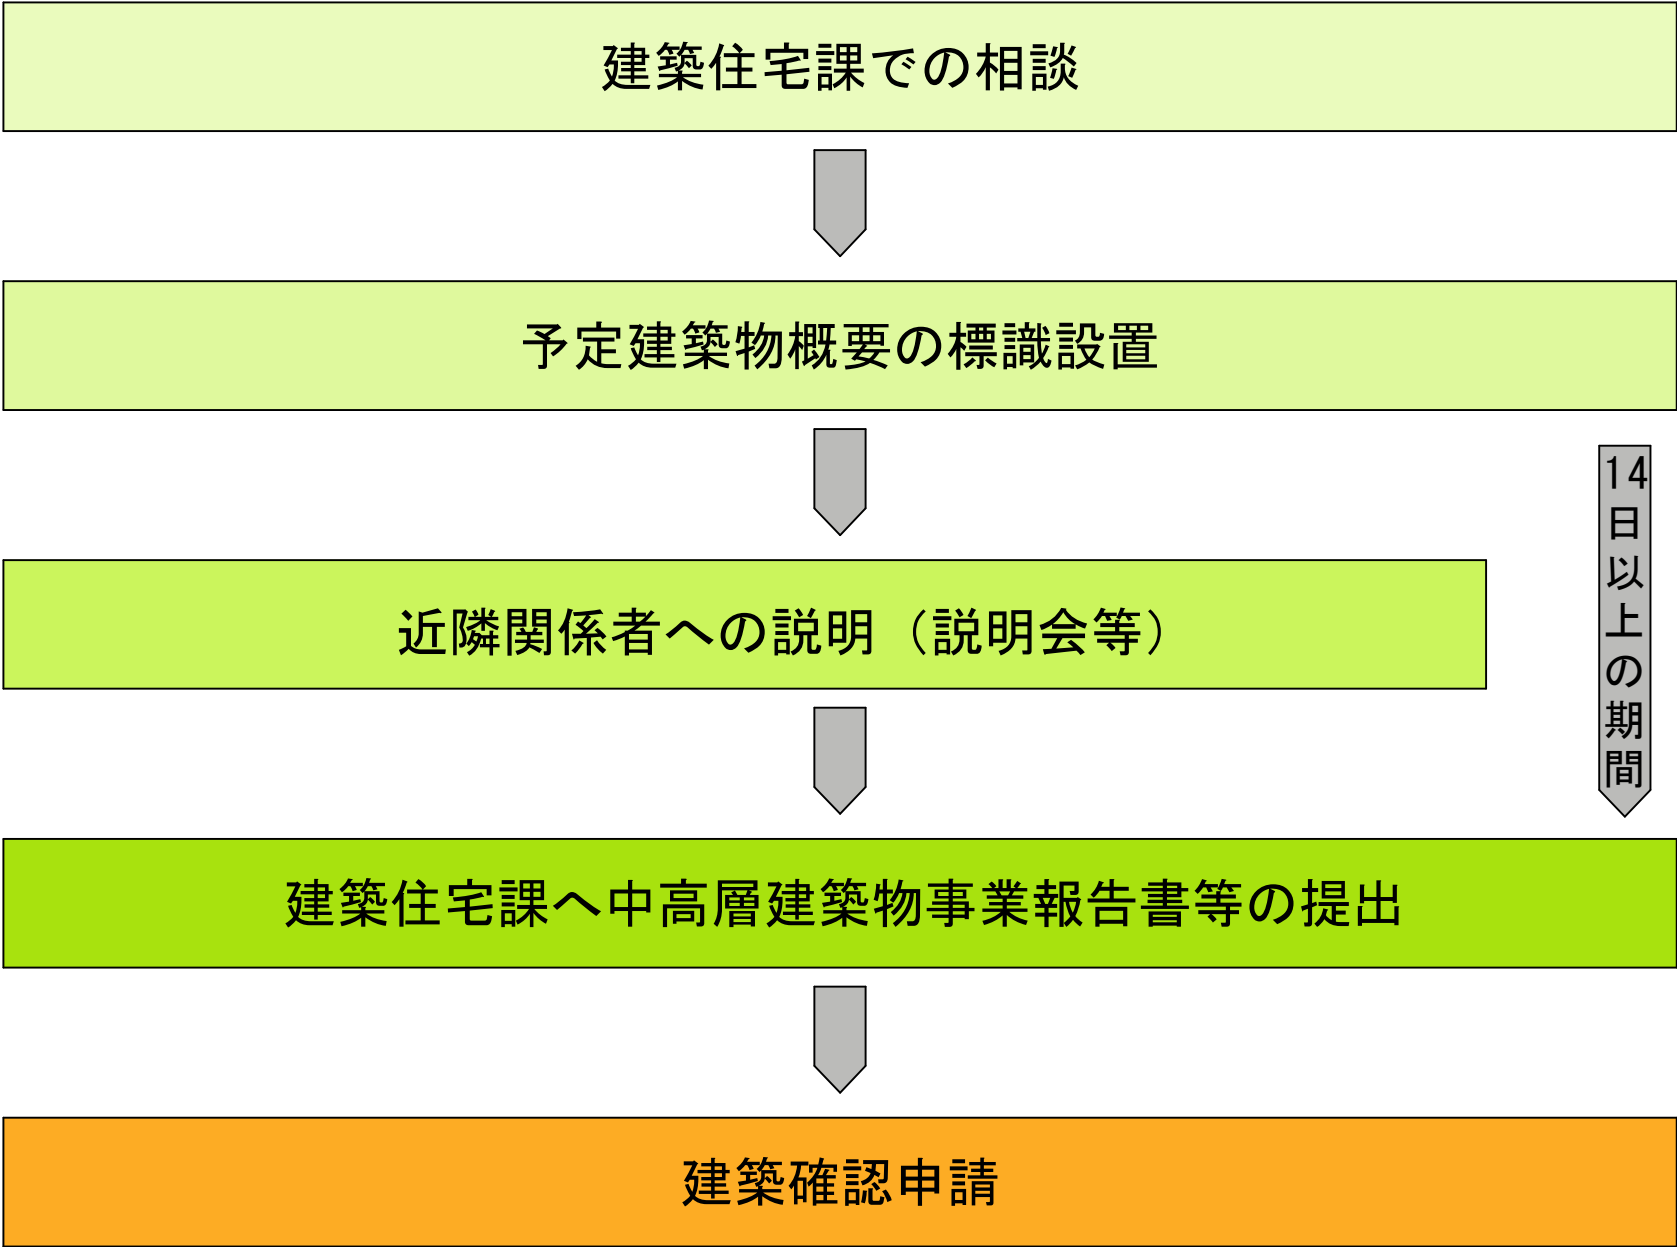 建築住宅課での相談
予定建築物概要の標識設置
14日以上の期間
近隣関係者への説明（説明会等）
建築住宅課へ中高層建築物事業報告書等の提出
建築確認申請